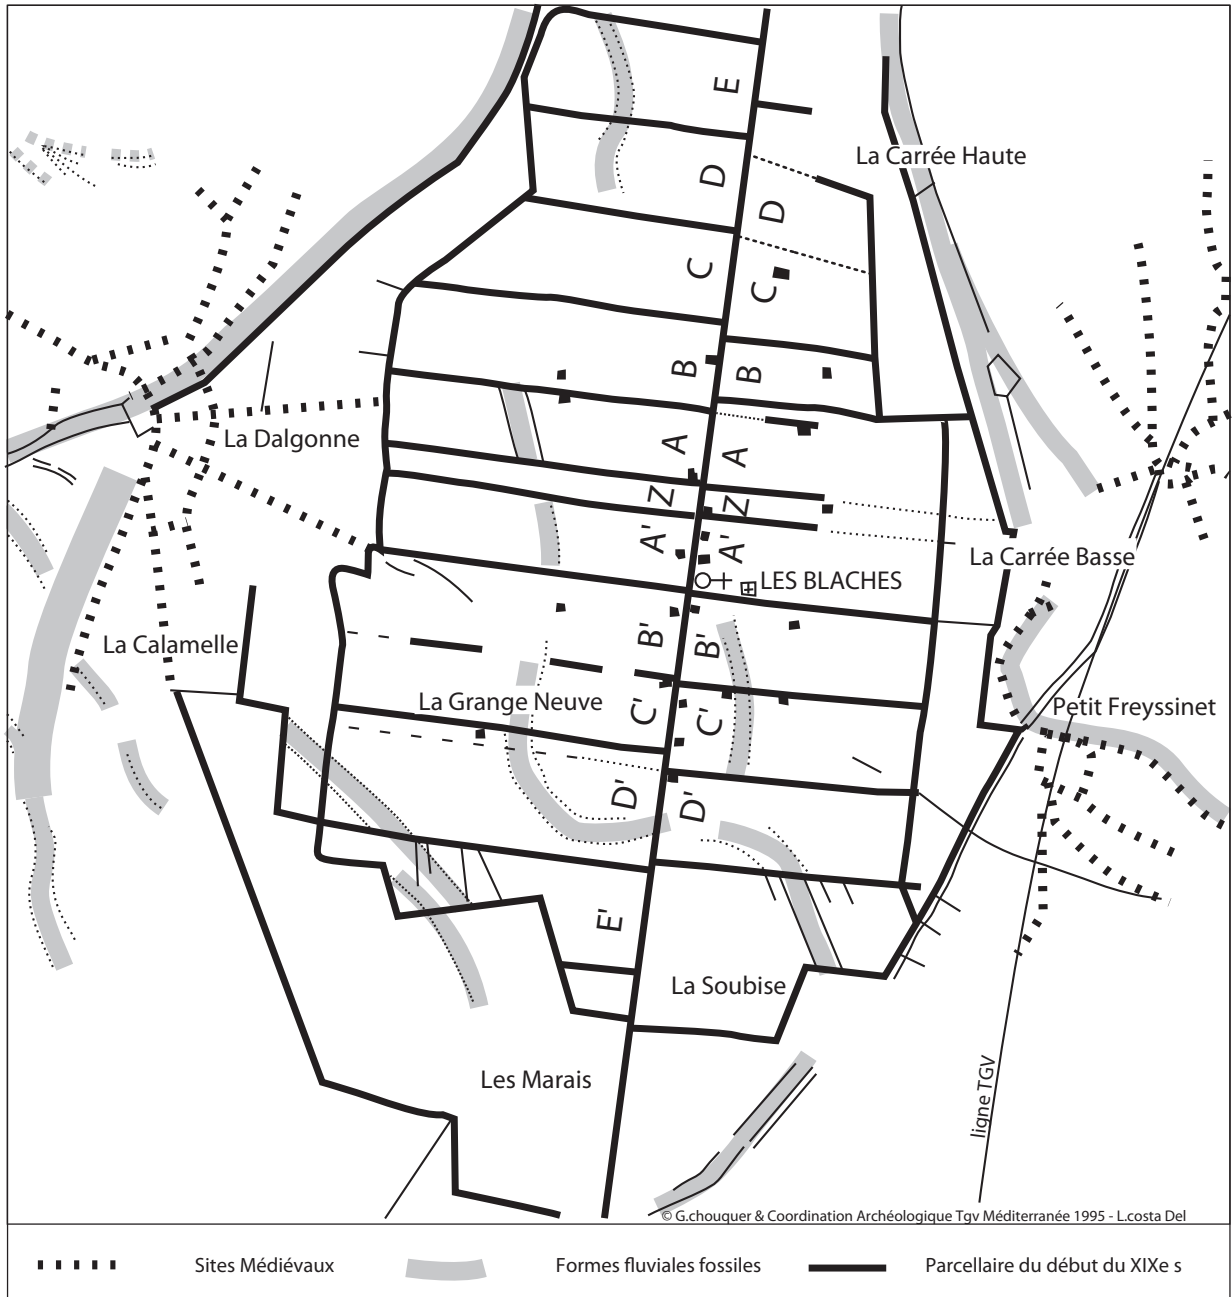 E
La Carrée Haute
D
D
C
C
B
B
La Dalgonne
A
A
Z
Z
A'
A'
La Carrée Basse
LES BLACHES
B'
B'
La Calamelle
La Grange Neuve
C'
C'
Petit Freyssinet
D'
D'
E'
La Soubise
Les Marais
ligne TGV
© G.chouquer & Coordination Archéologique Tgv Méditerranée 1995 - L.costa Del
Sites Médiévaux
Formes fluviales fossiles
Parcellaire du début du XIXe s